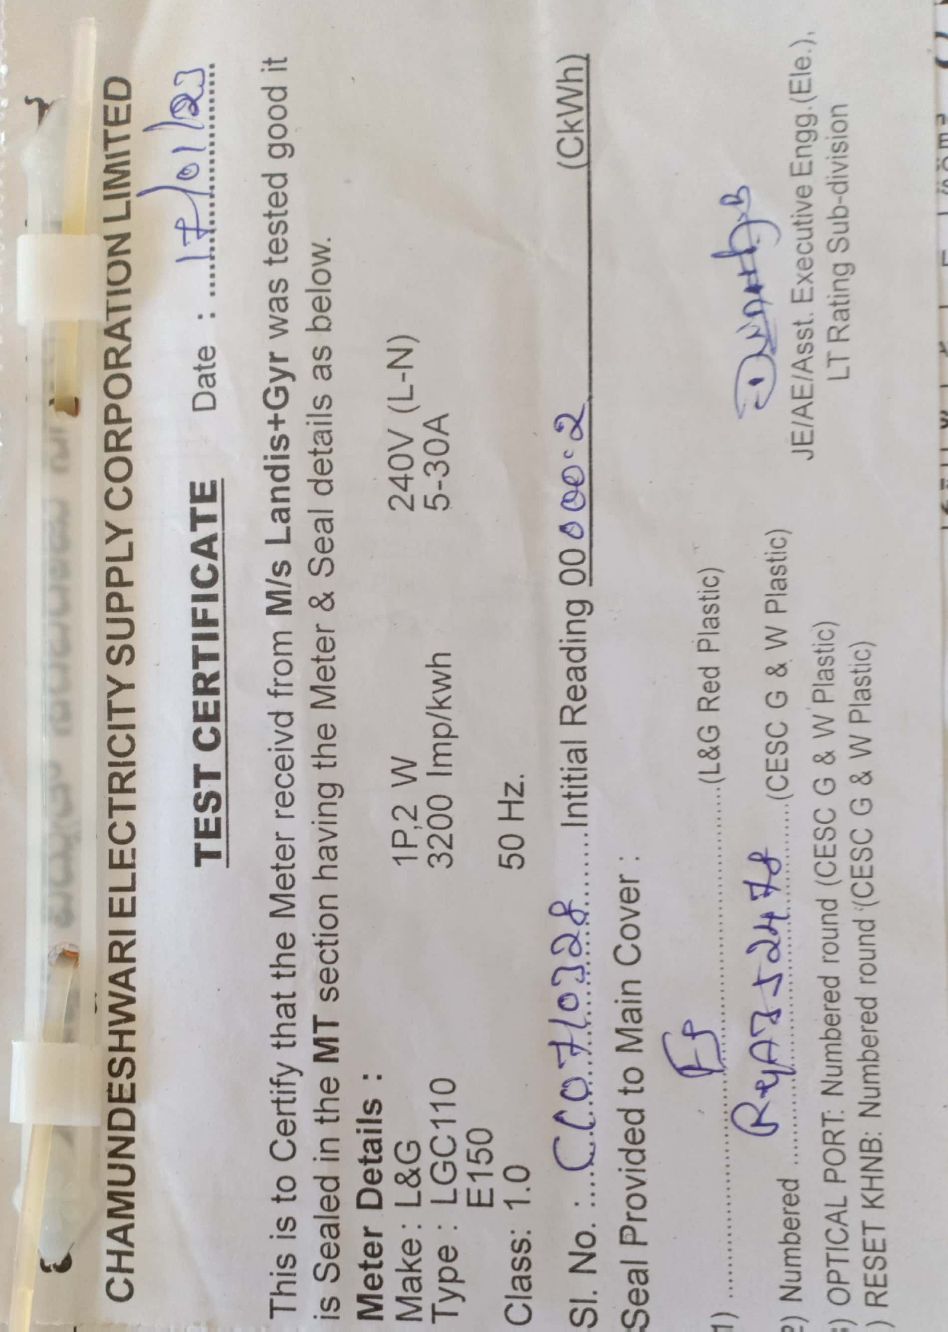 CHAMUNDESHWARI ELECTRICITY SUPPLY CORPORATION LIMITED
TEST CERTIFICATE Date : 17/01/23
This is to Certify that the Meter receivd from M/s Landis+Gyr was tested good it
is Sealed in the MT section having the Meter & Seal details as below.
Meter Details :
Make : L&G 1P,2 W 240V (L-N)
Type : LGC110 3200 Imp/kwh 5-30A
E150
Class: 1.0 50 Hz.
Sl. No. : Intitial Reading 00000.2 (CkWh)
Seal Provided to Main Cover :
1) (L&G Red Plastic)
2) Numbered (CESC G & W Plastic)
) OPTICAL PORT: Numbered round (CESC G & W Plastic)
) RESET KHNB: Numbered round (CESC G & W Plastic)
JE/AE/Asst. Executive Engg.(Ele.),
LT Rating Sub-division